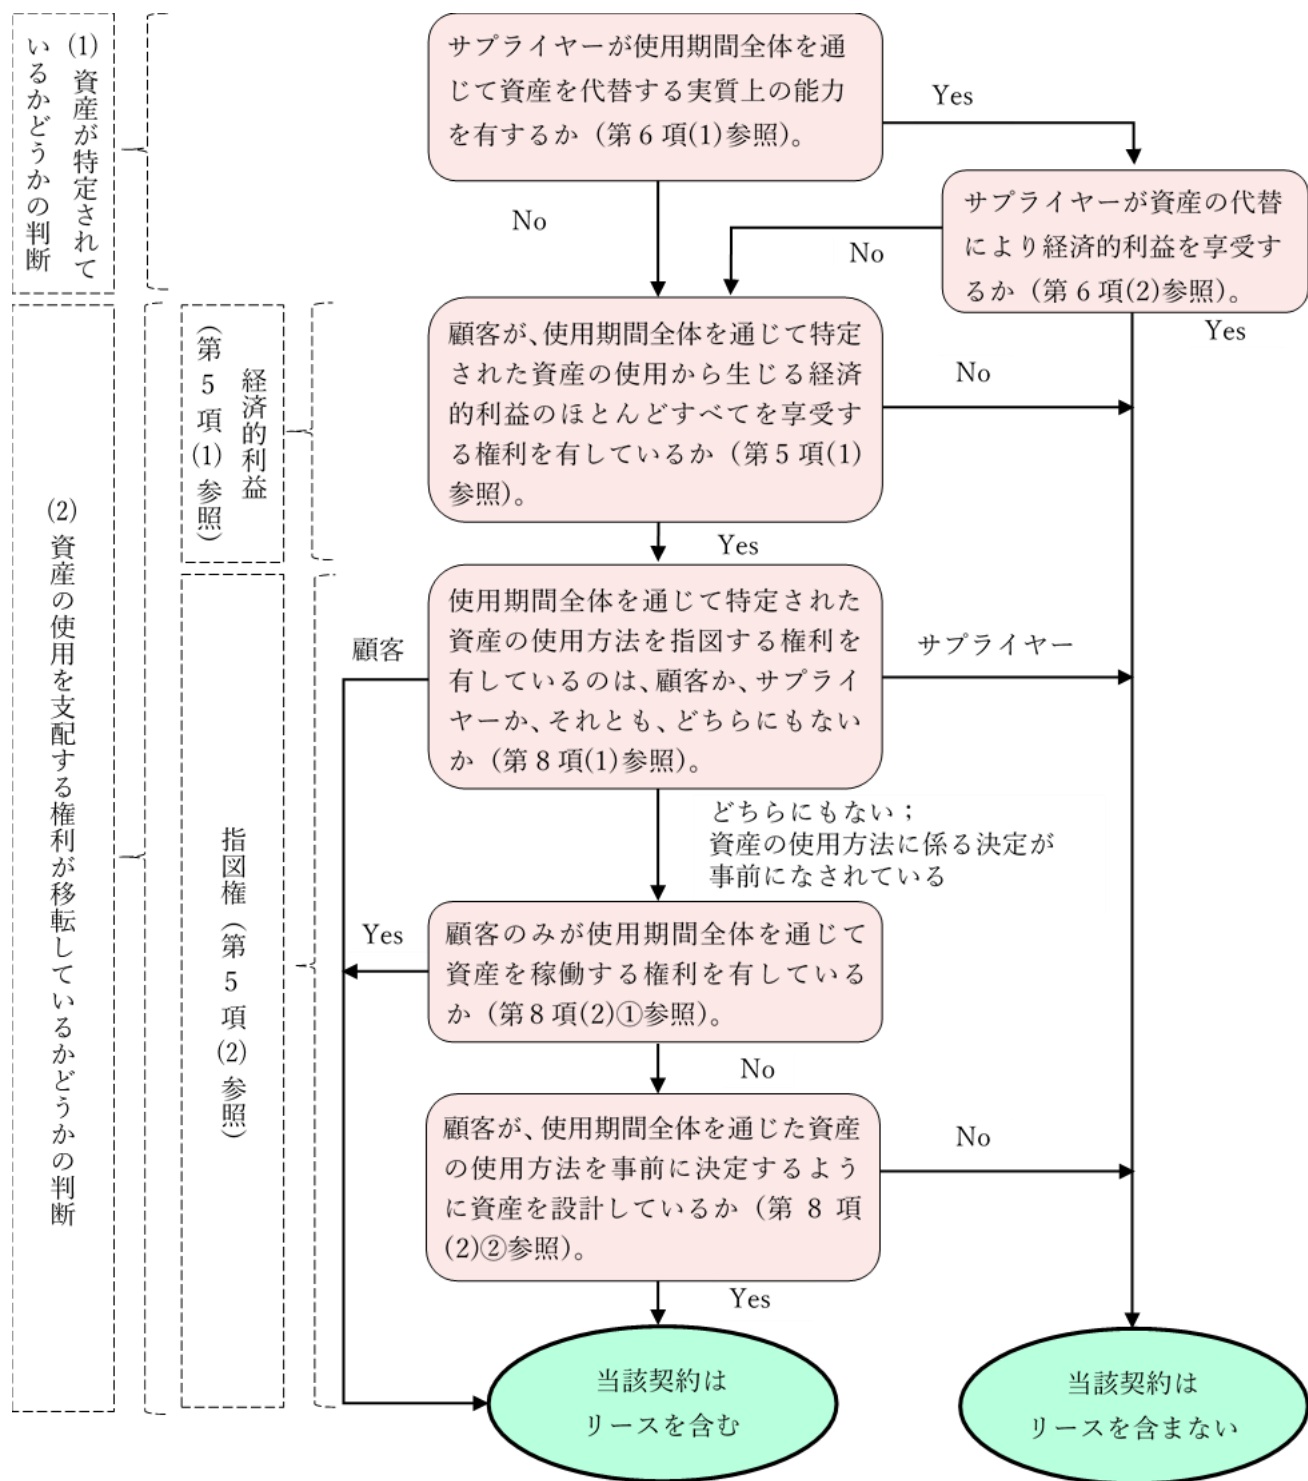 (1) 資産が特定されて
いるかどうかの判断
サプライヤーが使用期間全体を通
じて資産を代替する実質上の能力
を有するか（第 6 項(1)参照）。
Yes
No
サプライヤーが資産の代替
により経済的利益を享受す
るか（第 6 項(2)参照）。
No
Yes
(2) 資産の使用を支配する権利が移転しているかどうかの判断
経済的利益
（第 5 項(1)参照）
顧客が、使用期間全体を通じて特定
された資産の使用から生じる経済
的利益のほとんどすべてを享受す
る権利を有しているか（第 5 項(1)
参照）。
No
Yes
指図権（第 5 項(2)参照）
使用期間全体を通じて特定された
資産の使用方法を指図する権利を
有しているのは、顧客か、サプライ
ヤーか、それとも、どちらにもない
か（第 8 項(1)参照）。
顧客
サプライヤー
どちらにもない；
資産の使用方法に係る決定が
事前になされている
顧客のみが使用期間全体を通じて
資産を稼働する権利を有している
か（第 8 項(2)①参照）。
Yes
No
顧客が、使用期間全体を通じた資産
の使用方法を事前に決定するよう
に資産を設計しているか（第 8 項
(2)②参照）。
No
Yes
当該契約は
リースを含む
当該契約は
リースを含まない